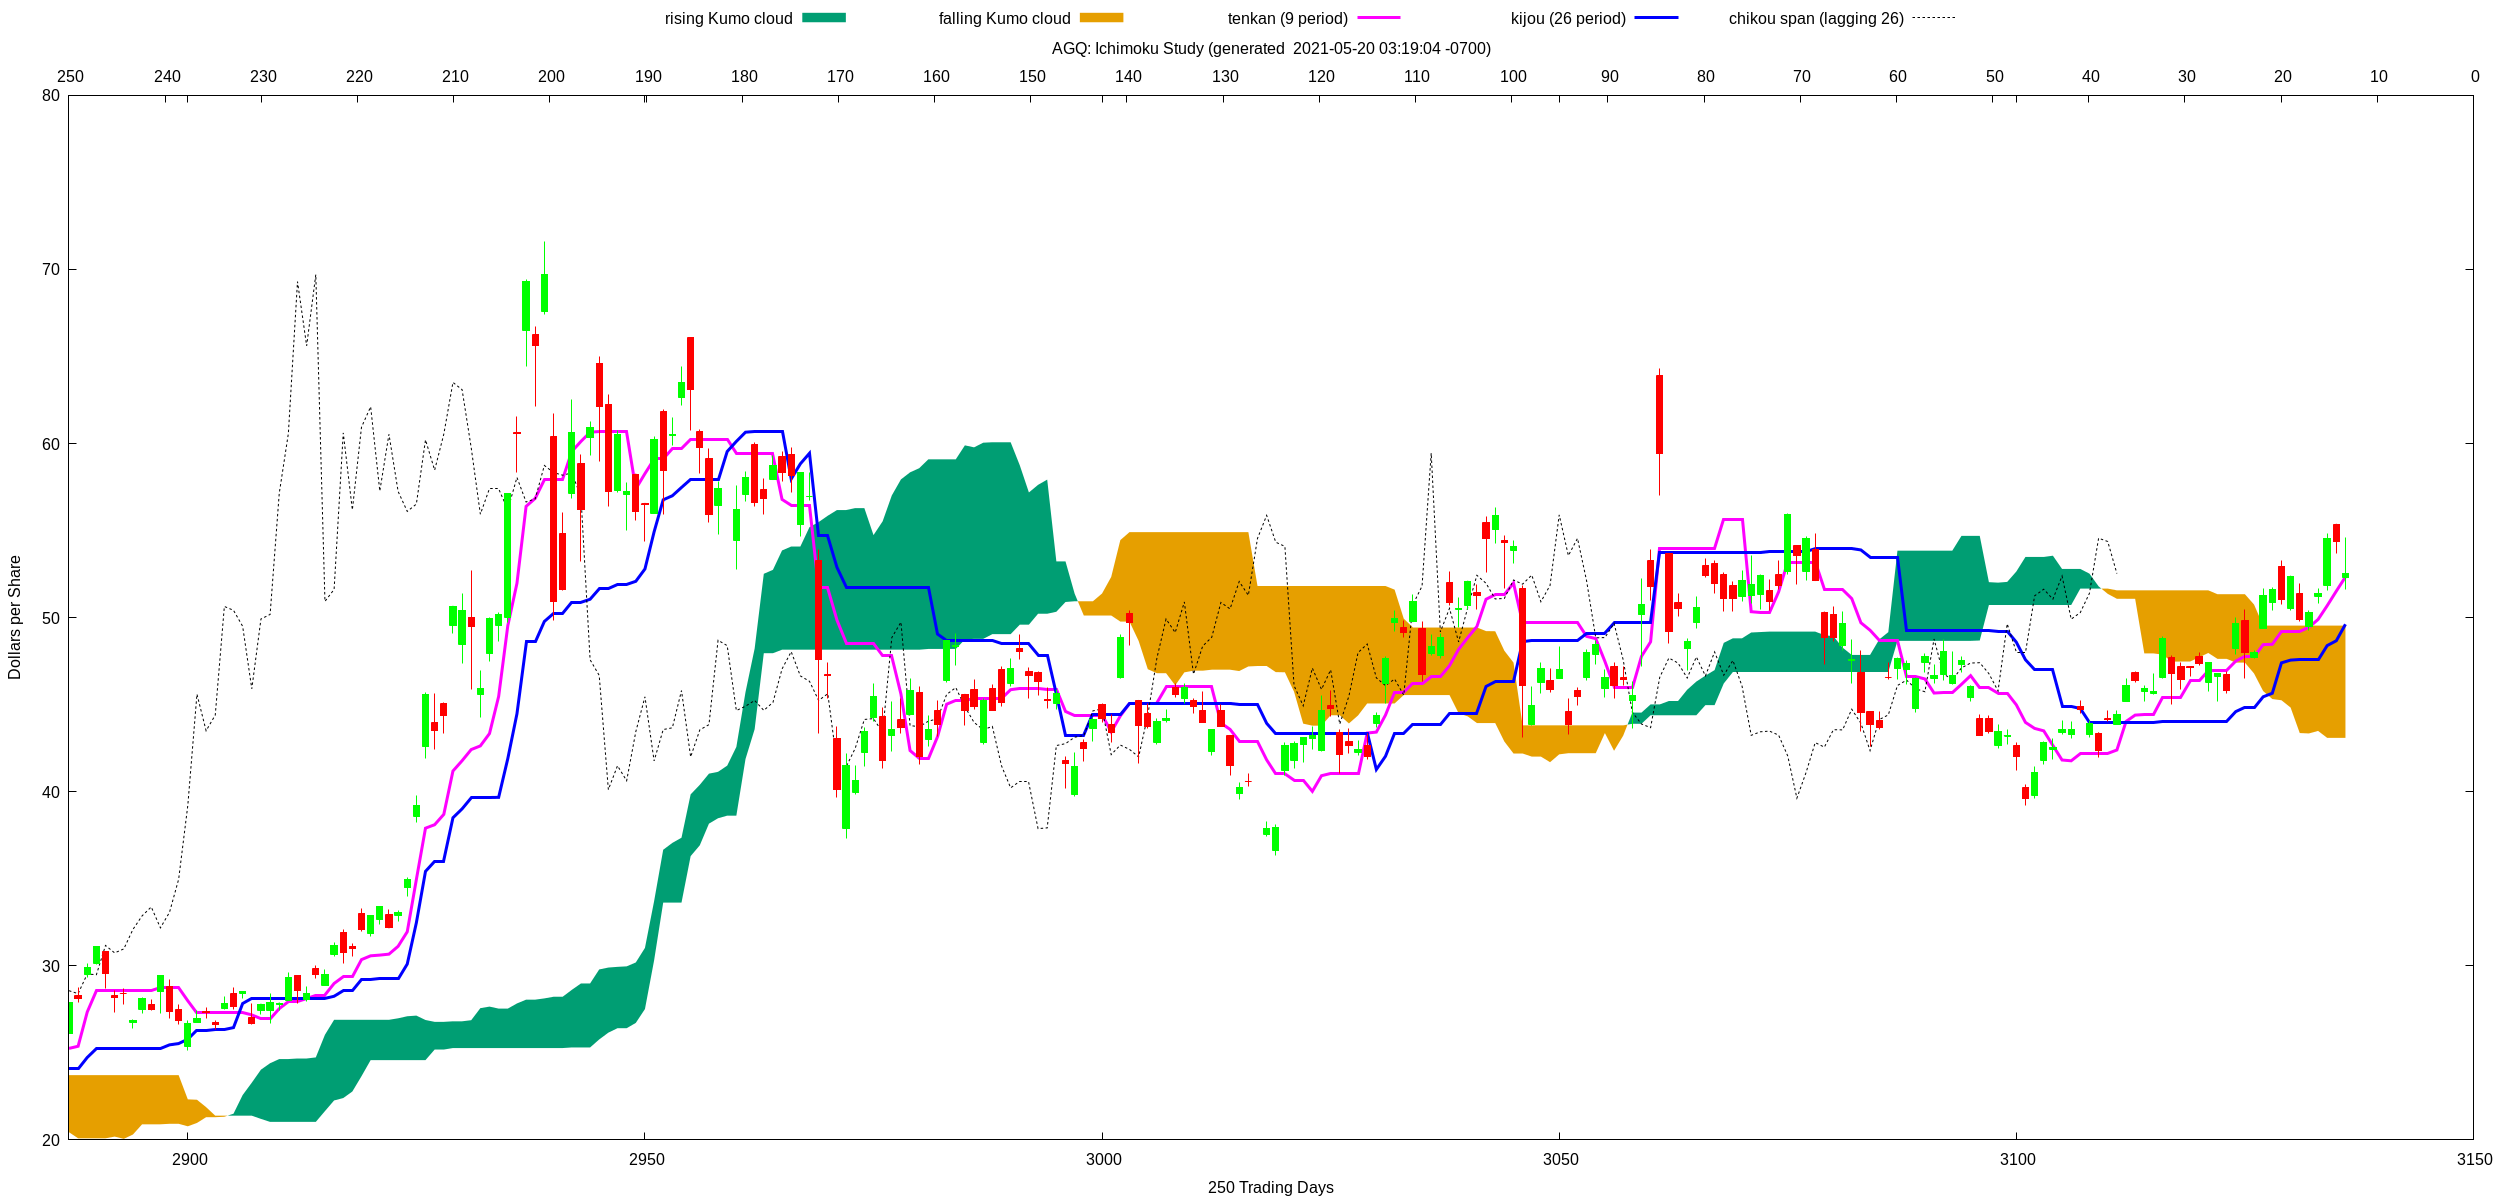 rising Kumo cloud falling Kumo cloud tenkan (9 period) kijou (26 period) chikou span (lagging 26)
AGQ: Ichimoku Study (generated  2021-05-20 03:19:04 -0700)
250 240 230 220 210 200 190 180 170 160 150 140 130 120 110 100 90 80 70 60 50 40 30 20 10 0
80
70
60
50
40
30
20
Dollars per Share
2900 2950 3000 3050 3100 3150
250 Trading Days